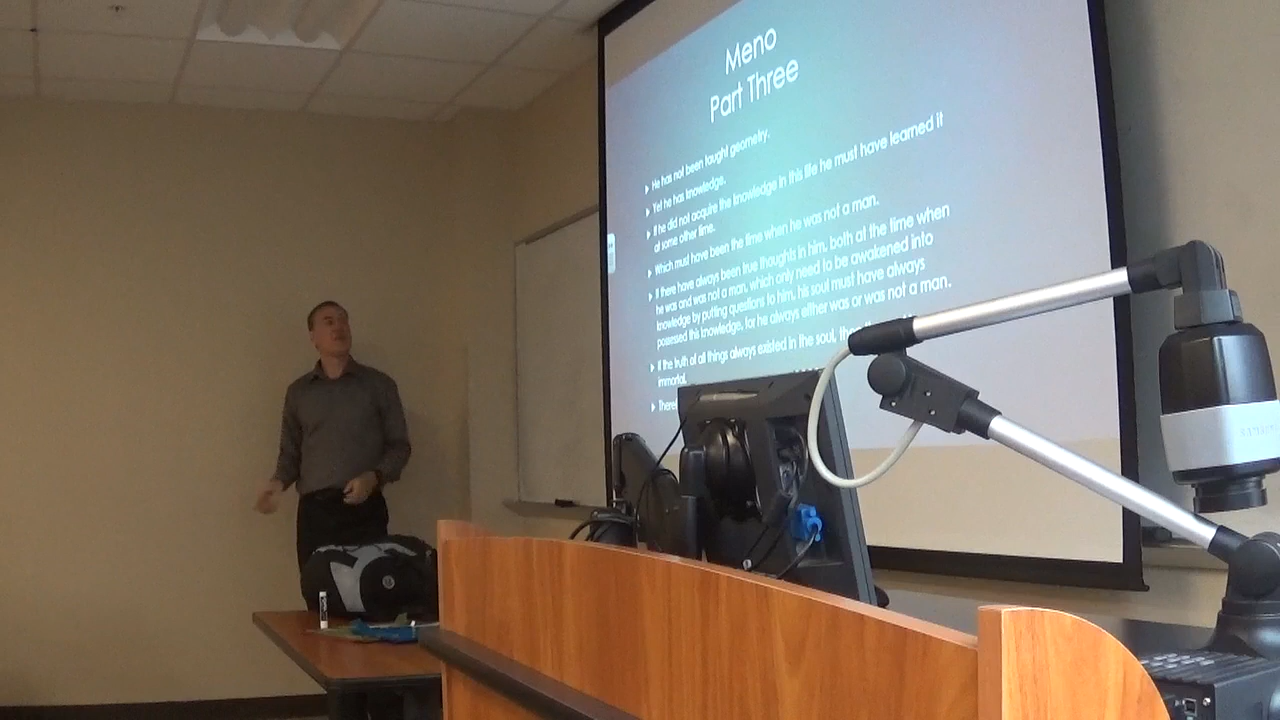 Meno
Part Three
He has not been taught geometry.
Yet he has knowledge.
If he did not acquire the knowledge in this life he must have learned it
at some other time.
Which must have been the time when he was not a man.
If there have always been true thoughts in him, both at the time when
he was and was not a man, which only need to be awakened into
knowledge by putting questions to him, his soul must have always
possessed this knowledge, for he always either was or was not a man.
If the truth of all things always existed in the soul,
immortal.
SAMSUNG